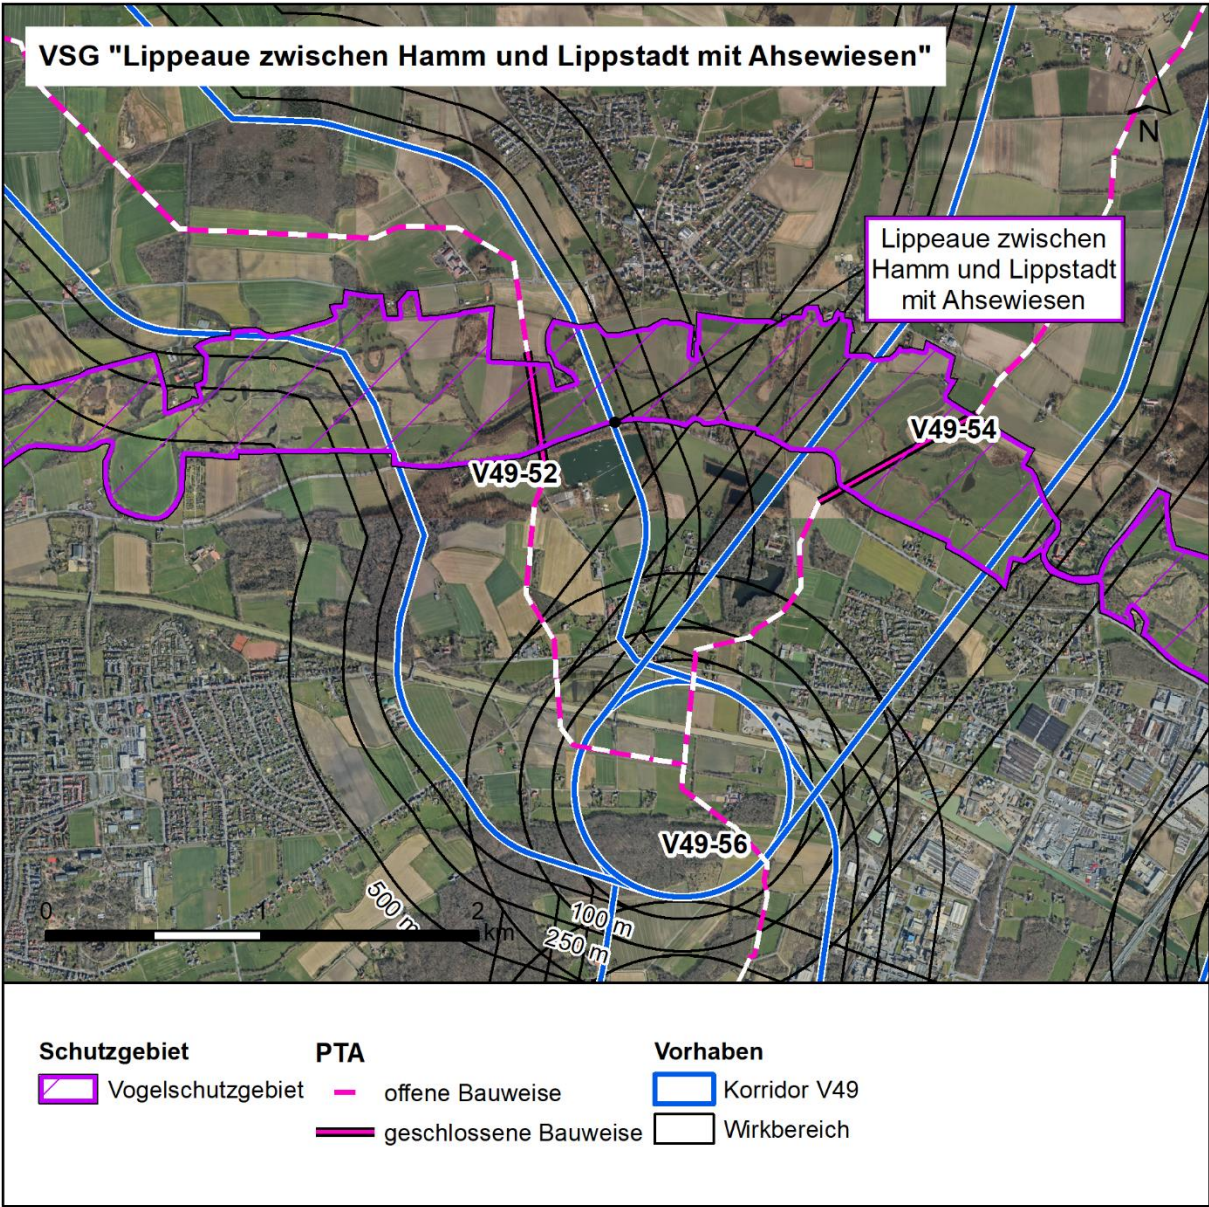 VSG "Lippeaue zwischen Hamm und Lippstadt mit Ahsewiesen"
N
Lippeaue zwischen
Hamm und Lippstadt
mit Ahsewiesen
V49-54
V49-52
V49-56
0 1 2
km
500 m
100 m
250 m
Schutzgebiet
Vogelschutzgebiet
PTA
offene Bauweise
geschlossene Bauweise
Vorhaben
Korridor V49
Wirkbereich